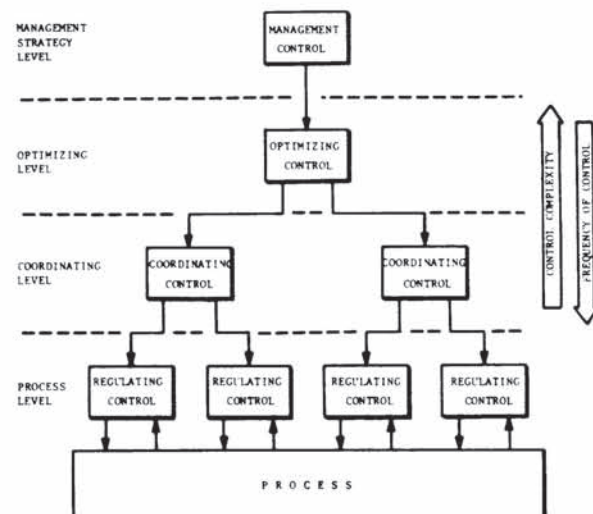 MANAGEMENT
STRATEGY
LEVEL
MANAGEMENT
CONTROL
OPTIMIZING
LEVEL
OPTIMIZING
CONTROL
CONTROL COMPLEXITY
FREQUENCY OF CONTROL
COORDINATING
LEVEL
COORDINATING
CONTROL
COORDINATING
CONTROL
PROCESS
LEVEL
REGULATING
CONTROL
REGULATING
CONTROL
REGULATING
CONTROL
REGULATING
CONTROL
PROCESS